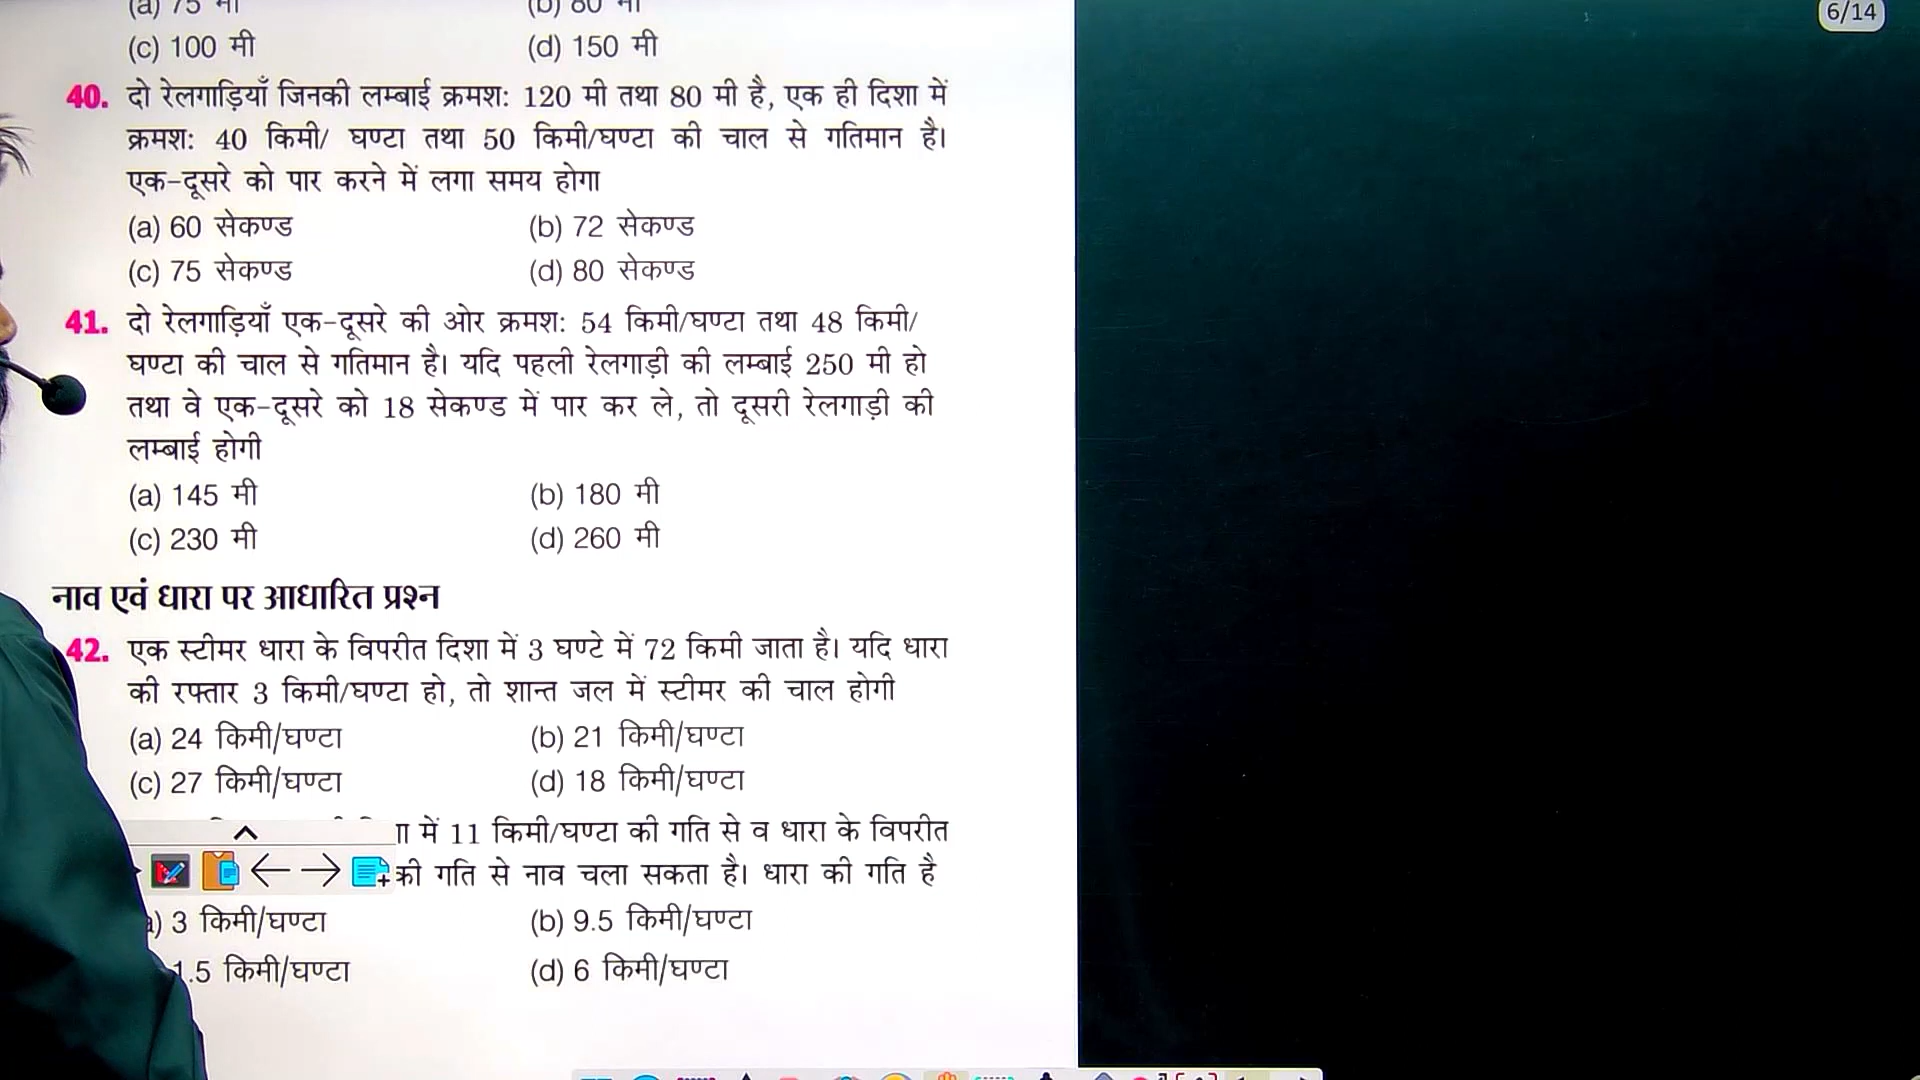 6/14
(a) 75 मी (b) 80 मी
(c) 100 मी (d) 150 मी
40. दो रेलगाड़ियाँ जिनकी लम्बाई क्रमश: 120 मी तथा 80 मी है, एक ही दिशा में
क्रमश: 40 किमी/ घण्टा तथा 50 किमी/घण्टा की चाल से गतिमान है।
एक-दूसरे को पार करने में लगा समय होगा
(a) 60 सेकण्ड (b) 72 सेकण्ड
(c) 75 सेकण्ड (d) 80 सेकण्ड
41. दो रेलगाड़ियाँ एक-दूसरे की ओर क्रमश: 54 किमी/घण्टा तथा 48 किमी/
घण्टा की चाल से गतिमान है। यदि पहली रेलगाड़ी की लम्बाई 250 मी हो
तथा वे एक-दूसरे को 18 सेकण्ड में पार कर ले, तो दूसरी रेलगाड़ी की
लम्बाई होगी
(a) 145 मी (b) 180 मी
(c) 230 मी (d) 260 मी
नाव एवं धारा पर आधारित प्रश्न
42. एक स्टीमर धारा के विपरीत दिशा में 3 घण्टे में 72 किमी जाता है। यदि धारा
की रफ्तार 3 किमी/घण्टा हो, तो शान्त जल में स्टीमर की चाल होगी
(a) 24 किमी/घण्टा (b) 21 किमी/घण्टा
(c) 27 किमी/घण्टा (d) 18 किमी/घण्टा
में 11 किमी/घण्टा की गति से व धारा के विपरीत
की गति से नाव चला सकता है। धारा की गति है
3 किमी/घण्टा (b) 9.5 किमी/घण्टा
1.5 किमी/घण्टा (d) 6 किमी/घण्टा